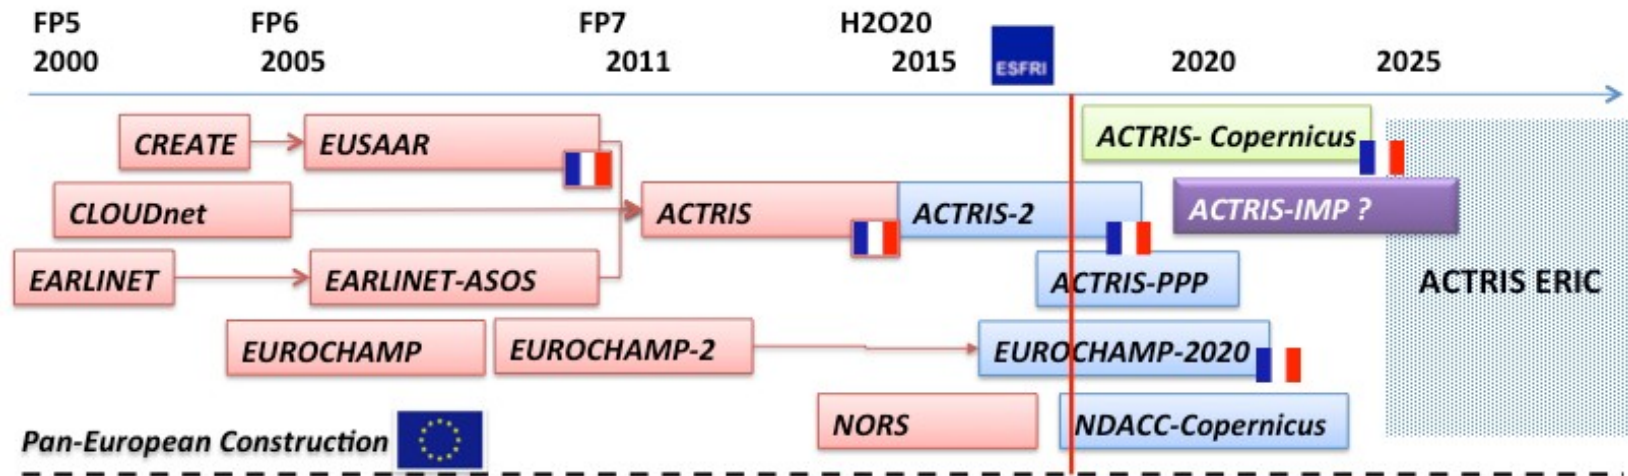 FP5 FP6 FP7 H2O20
2000 2005 2011 2015 ESFRI 2020 2025
CREATE EUSAAR ACTRIS- Copernicus
CLOUDnet ACTRIS ACTRIS-2 ACTRIS-IMP ?
EARLINET EARLINET-ASOS ACTRIS-PPP ACTRIS ERIC
EUROCHAMP EUROCHAMP-2 EUROCHAMP-2020
NORS NDACC-Copernicus
Pan-European Construction